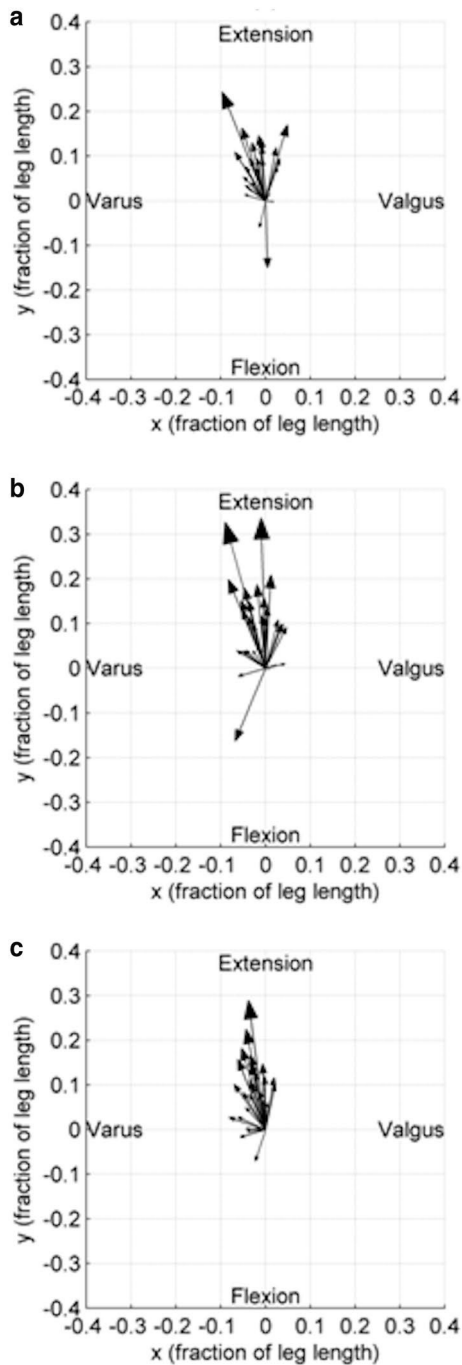 a
Extension
0.4
0.3
0.2
0.1
0 Varus Valgus
-0.1
-0.2
-0.3
-0.4
Flexion
-0.4 -0.3 -0.2 -0.1 0 0.1 0.2 0.3 0.4
x (fraction of leg length)
y (fraction of leg length)
b
Extension
0.4
0.3
0.2
0.1
0 Varus Valgus
-0.1
-0.2
-0.3
-0.4
Flexion
-0.4 -0.3 -0.2 -0.1 0 0.1 0.2 0.3 0.4
x (fraction of leg length)
y (fraction of leg length)
c
Extension
0.4
0.3
0.2
0.1
0 Varus Valgus
-0.1
-0.2
-0.3
-0.4
Flexion
-0.4 -0.3 -0.2 -0.1 0 0.1 0.2 0.3 0.4
x (fraction of leg length)
y (fraction of leg length)